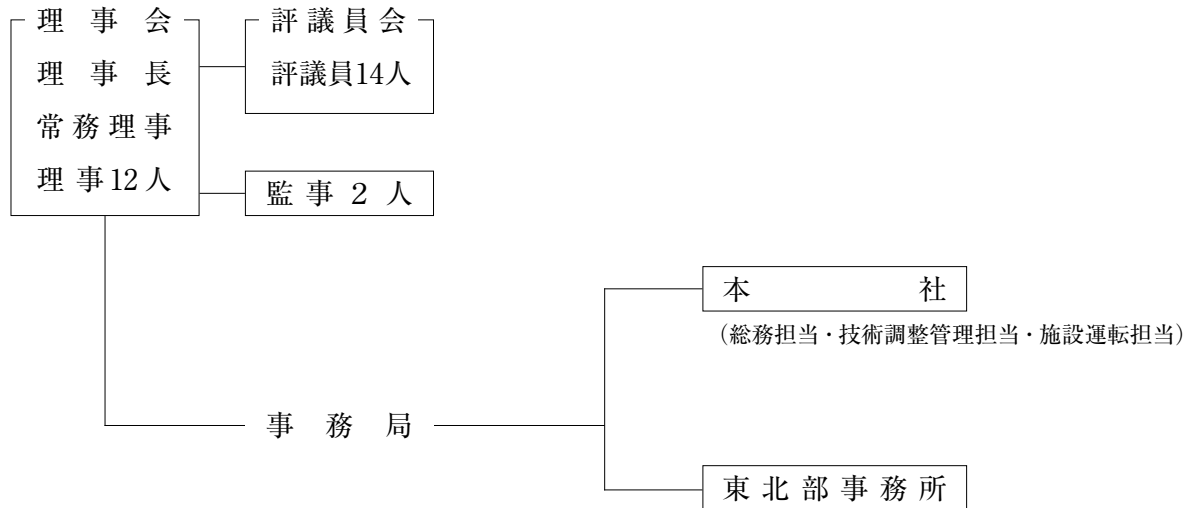 理事会
理事長
常務理事
理事12人
評議員会
評議員14人
監事2人
本社
（総務担当・技術調整管理担当・施設運転担当）
事務局
東北部事務所